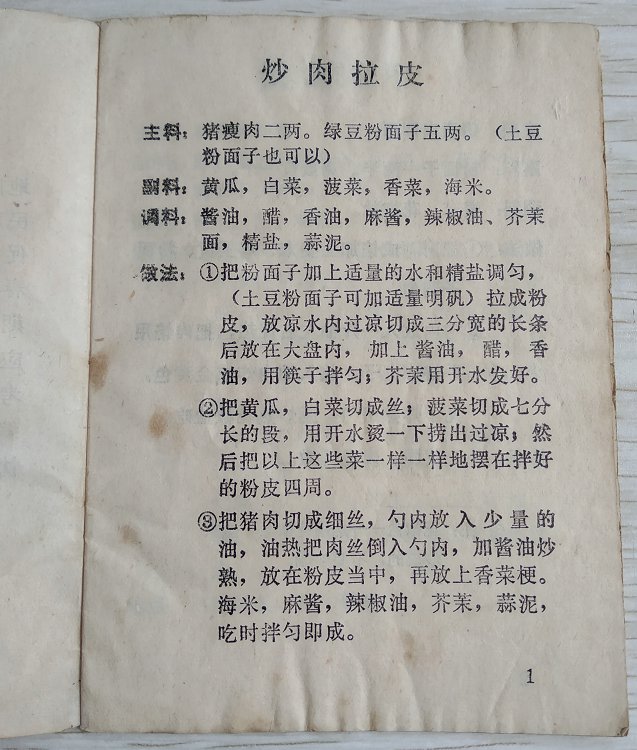 炒肉拉皮
主料：猪瘦肉二两。绿豆粉面子五两。（土豆
粉面子也可以）
副料：黄瓜，白菜，菠菜，香菜，海米。
调料：酱油，醋，香油，麻酱，辣椒油、芥茉
面，精盐，蒜泥。
做法：①把粉面子加上适量的水和精盐调匀，
（土豆粉面子可加适量明矾）拉成粉
皮，放凉水内过凉切成三分宽的长条
后放在大盘内，加上酱油，醋，香
油，用筷子拌匀；芥茉用开水发好。
②把黄瓜，白菜切成丝；菠菜切成七分
长的段，用开水烫一下捞出过凉；然
后把以上这些菜一样一样地摆在拌好
的粉皮四周。
③把猪肉切成细丝，勺内放入少量的
油，油热把肉丝倒入勺内，加酱油炒
熟，放在粉皮当中，再放上香菜梗。
海米，麻酱，辣椒油，芥茉，蒜泥，
吃时拌匀即成。
1